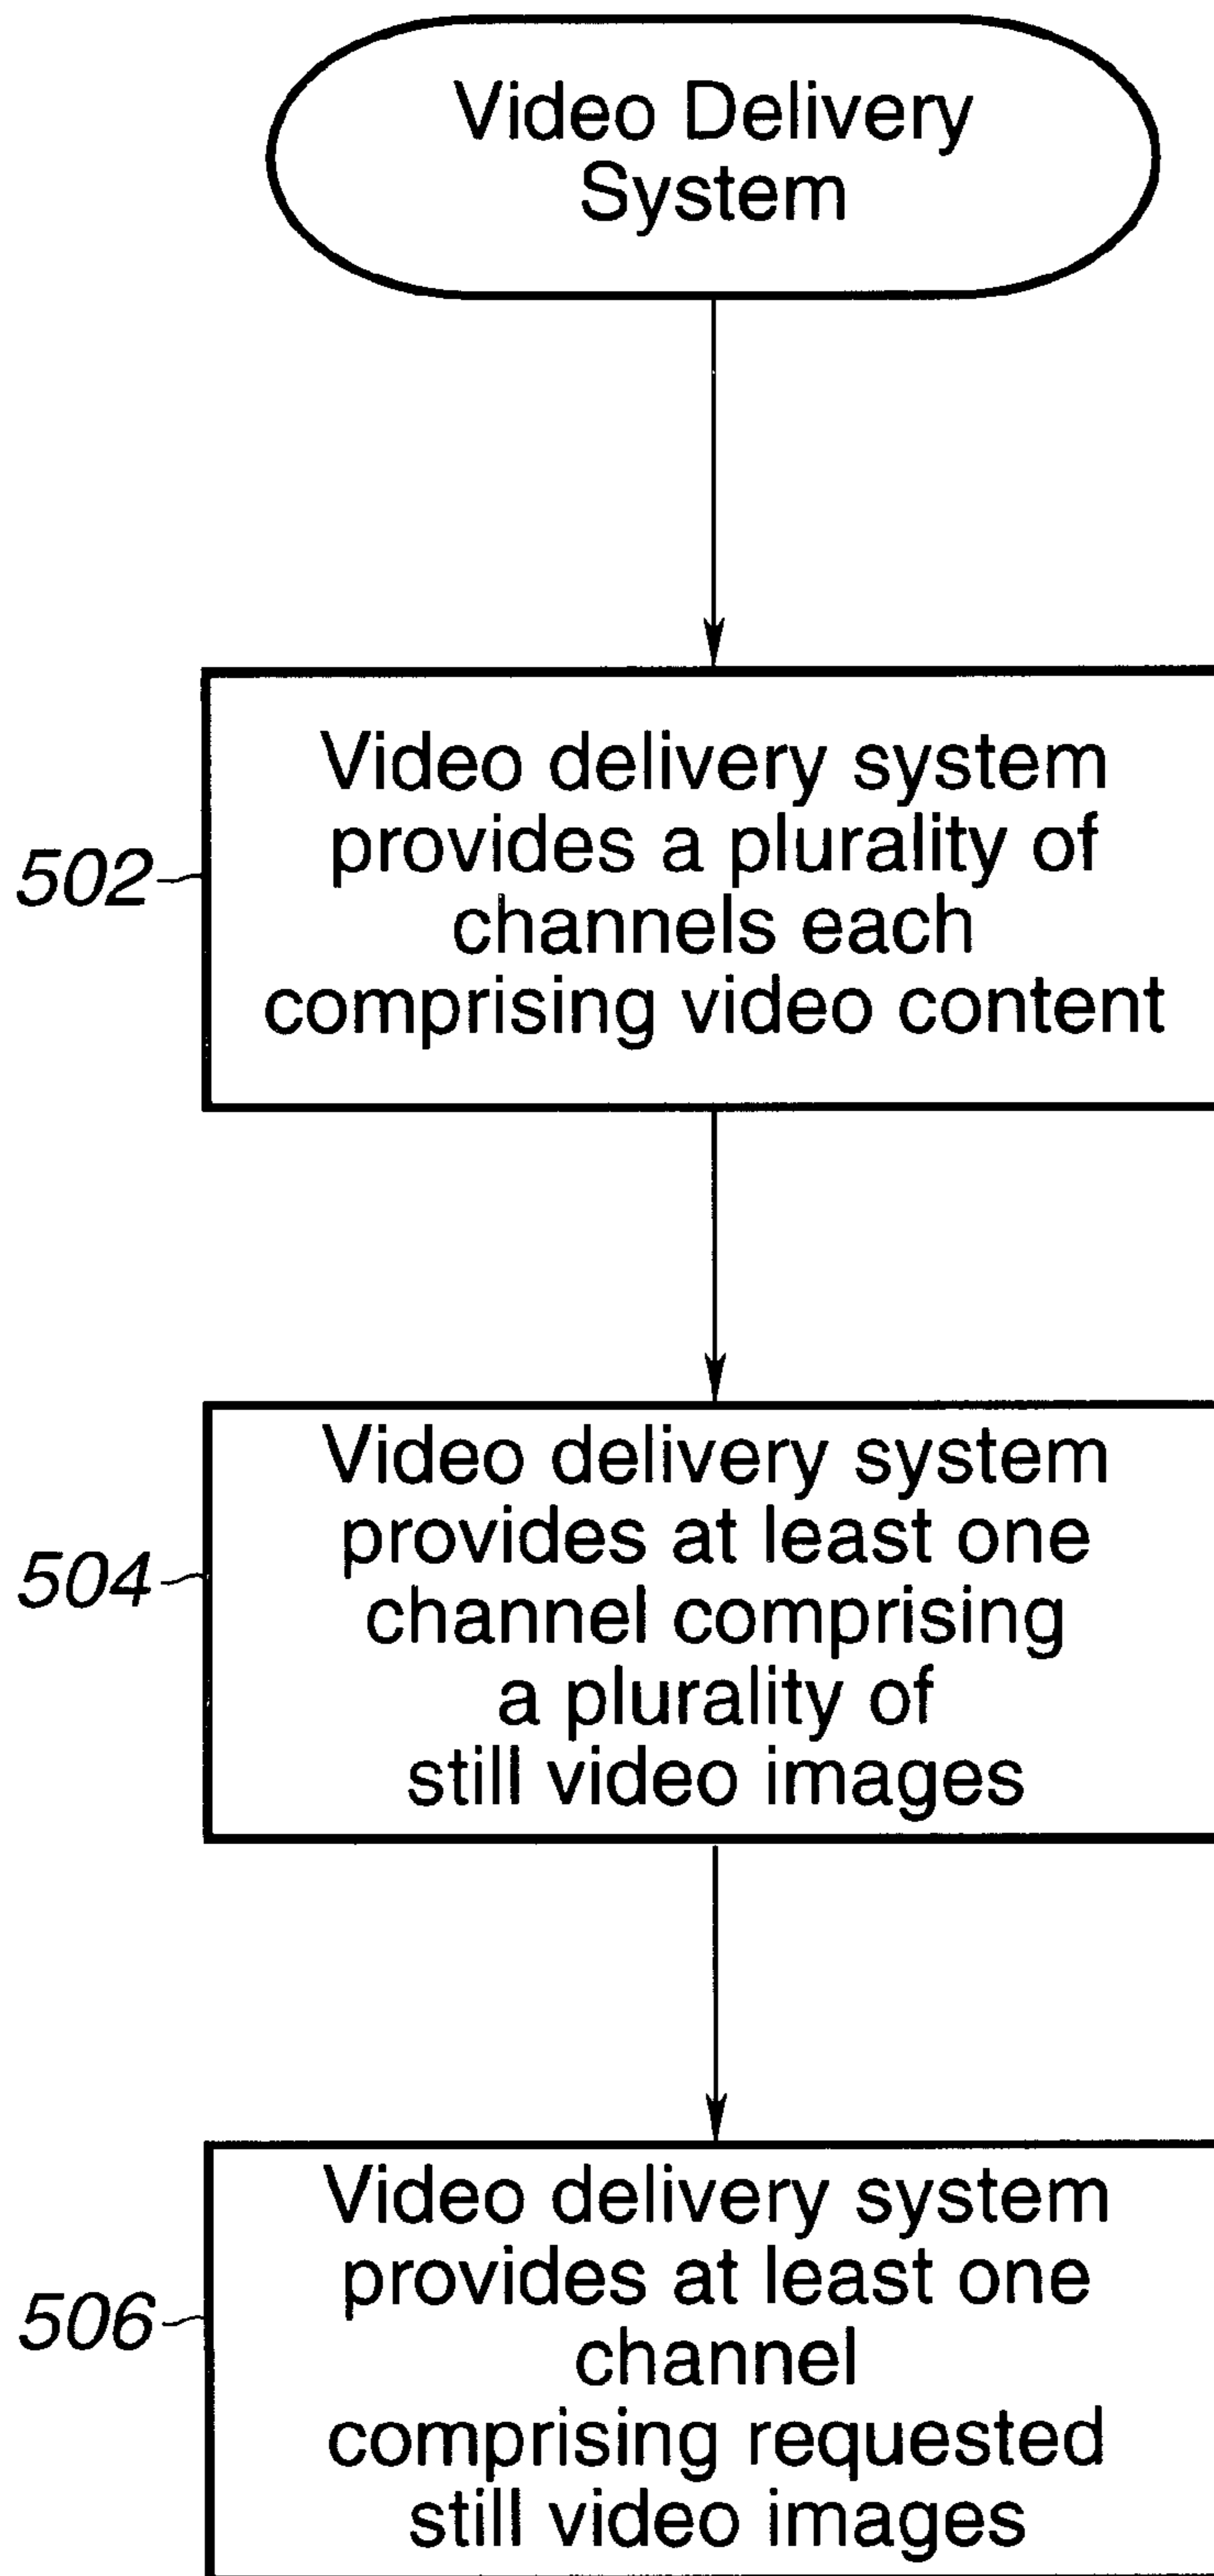 Video Delivery
System
Video delivery system
provides a plurality of
channels each
comprising video content
502
Video delivery system
provides at least one
channel comprising
a plurality of
still video images
504
Video delivery system
provides at least one
channel
comprising requested
still video images
506